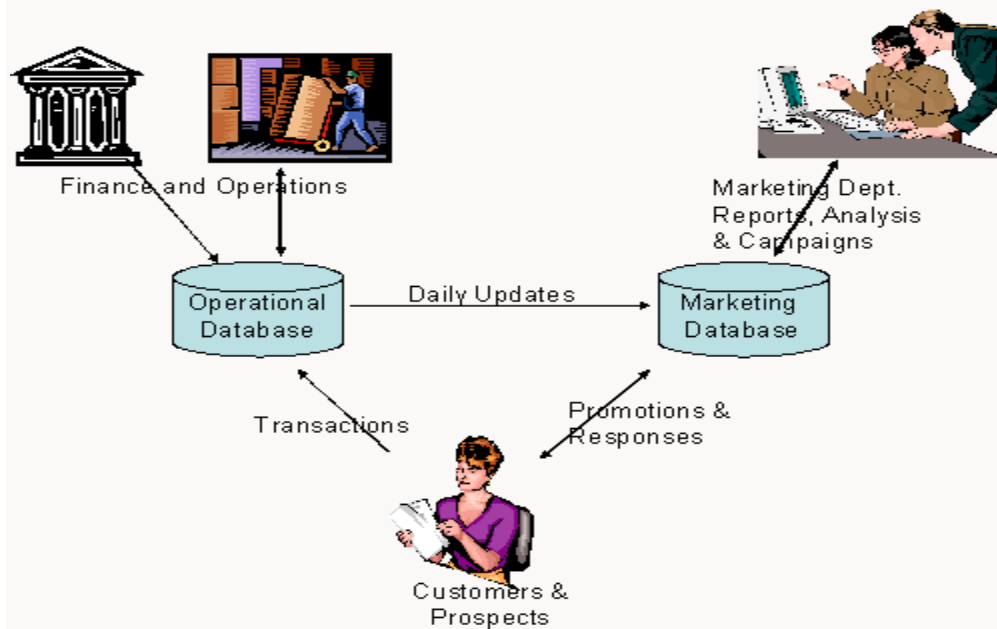 Finance and Operations
Marketing Dept.
Reports, Analysis
& Campaigns
Operational
Database
Daily Updates
Marketing
Database
Transactions
Promotions &
Responses
Customers &
Prospects